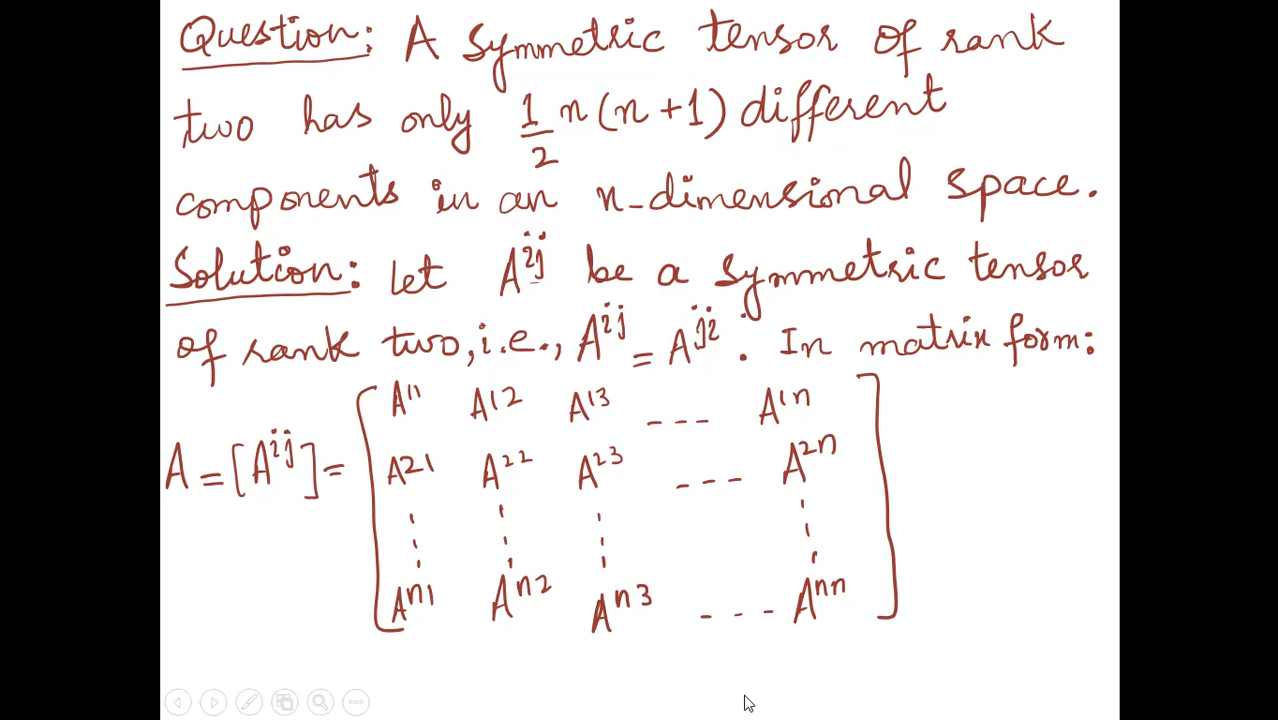 Question: A symmetric tensor of rank
two has only 1/2 n(n+1) different
components in an n-dimensional space.
Solution: let A^ij be a symmetric tensor
of rank two, i.e., A^ij = A^ji. In matrix form:
A^11 A^12 A^13 --- A^1n
A = [A^ij] = A^21 A^22 A^23 --- A^2n
A^n1 A^n2 A^n3 --- A^nn